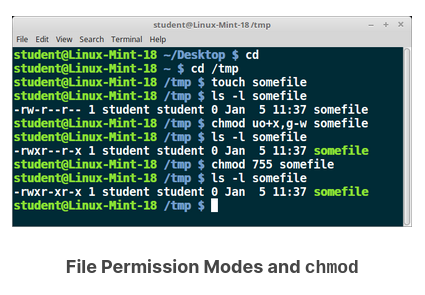 student@Linux-Mint-18:/tmp
File Edit View Search Terminal Help
student@Linux-Mint-18 ~/Desktop $ cd
student@Linux-Mint-18 ~ $ cd /tmp
student@Linux-Mint-18 /tmp $ touch somefile
student@Linux-Mint-18 /tmp $ ls -l somefile
-rw-r--r-- 1 student student 0 Jan  5 11:37 somefile
student@Linux-Mint-18 /tmp $ chmod uo+x,g-w somefile
student@Linux-Mint-18 /tmp $ ls -l somefile
-rwxr--r-x 1 student student 0 Jan  5 11:37 somefile
student@Linux-Mint-18 /tmp $ chmod 755 somefile
student@Linux-Mint-18 /tmp $ ls -l somefile
-rwxr-xr-x 1 student student 0 Jan  5 11:37 somefile
student@Linux-Mint-18 /tmp $
File Permission Modes and chmod